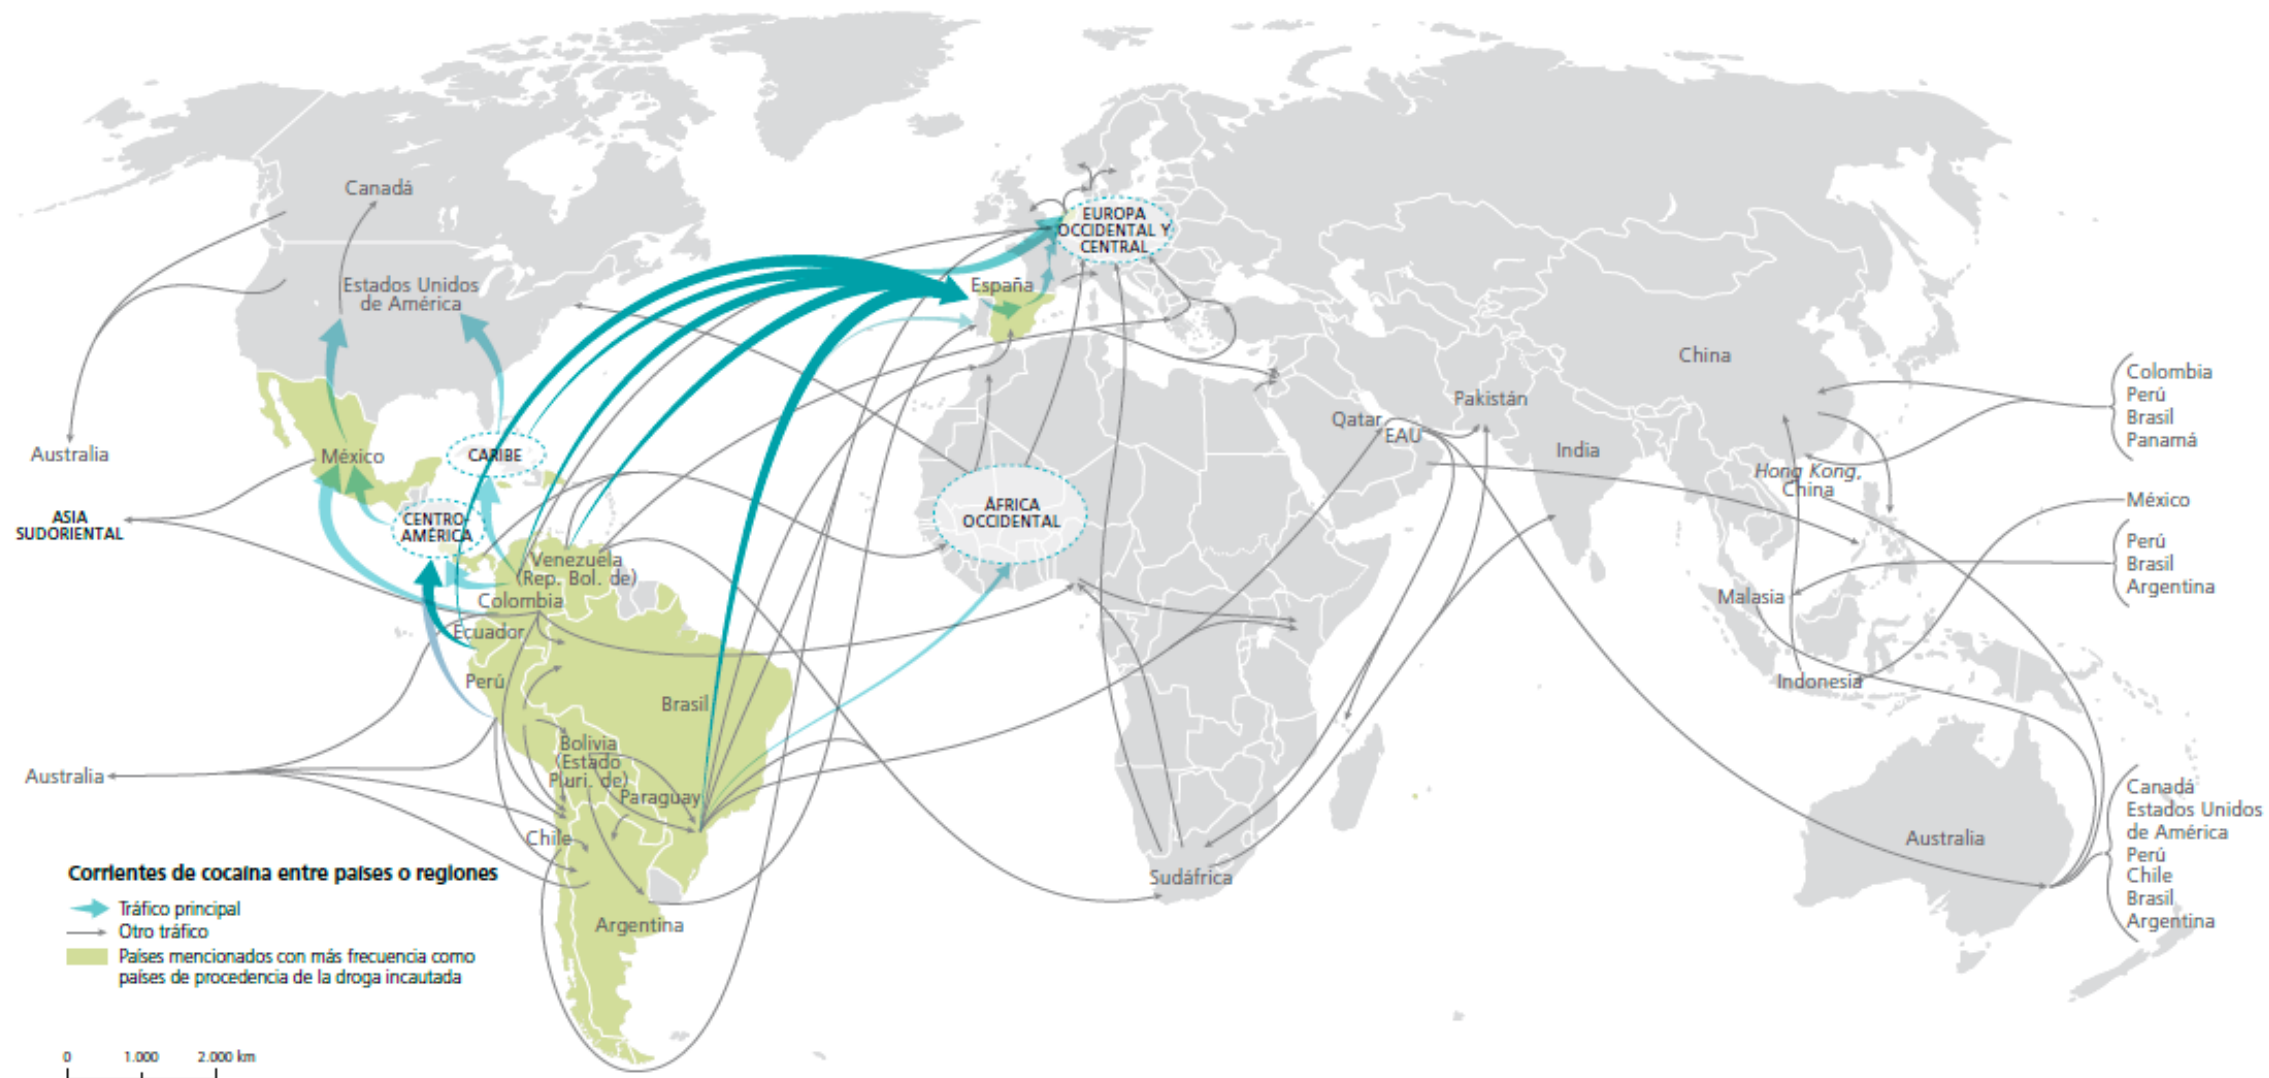 Canadá
Estados Unidos
de América
México
CARIBE
CENTRO-
AMÉRICA
Australia
ASIA
SUDORIENTAL
Australia
Venezuela
(Rep. Bol. de)
Colombia
Ecuador
Perú
Brasil
Bolivia
(Estado
Pluri. de)
Paraguay
Chile
Argentina
EUROPA
OCCIDENTAL Y
CENTRAL
España
ÁFRICA
OCCIDENTAL
Sudáfrica
Qatar
EAU
Pakistán
India
China
Hong Kong,
China
Malasia
Indonesia
Australia
Colombia
Perú
Brasil
Panamá
México
Perú
Brasil
Argentina
Canadá
Estados Unidos
de América
Perú
Chile
Brasil
Argentina
Corrientes de cocaína entre países o regiones
Tráfico principal
Otro tráfico
Países mencionados con más frecuencia como
países de procedencia de la droga incautada
0 1.000 2.000 km